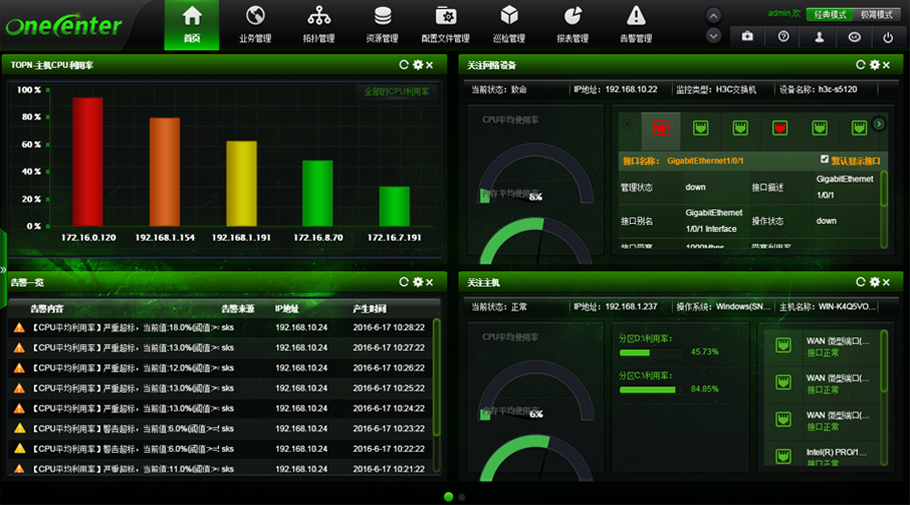 OneCenter
首页
业务管理
拓扑管理
资源管理
配置文件管理
巡检管理
报表管理
告警管理
admin,欢
经典模式
极简模式
TOPN-主机CPU利用率
全部的CPU利用率
100 %
80 %
60 %
40 %
20 %
0 %
172.16.0.120 192.168.1.154 192.168.1.191 172.16.8.70 172.16.7.191
关注网络设备
当前状态：致命 IP地址：192.168.10.22 监控类型：H3C交换机 设备名称：h3c-s5120
CPU平均使用率
内存平均使用率
8%
接口名称： GigabitEthernet1/0/1 默认显示接口
管理状态 down 接口描述 GigabitEthernet 1/0/1
接口别名 GigabitEthernet 1/0/1 Interface 操作状态 down
接口带宽 1000Mbps 带宽利用率
告警一览
告警内容 告警来源 IP地址 产生时间
【CPU平均利用率】严重超标，当前值:18.0%(阈值>= sks 192.168.10.24 2016-6-17 10:28:22
【CPU平均利用率】严重超标，当前值:13.0%(阈值>= sks 192.168.10.24 2016-6-17 10:27:22
【CPU平均利用率】严重超标，当前值:12.0%(阈值>= sks 192.168.10.24 2016-6-17 10:26:22
【CPU平均利用率】严重超标，当前值:13.0%(阈值>= sks 192.168.10.24 2016-6-17 10:25:22
【CPU平均利用率】严重超标，当前值:13.0%(阈值>= sks 192.168.10.24 2016-6-17 10:24:22
【CPU平均利用率】警告超标，当前值:6.0%(阈值>=5 sks 192.168.10.24 2016-6-17 10:23:22
【CPU平均利用率】警告超标，当前值:6.0%(阈值>=5 sks 192.168.10.24 2016-6-17 10:22:22
【CPU平均利用率】严重超标，当前值:11.0%(阈值>= sks 192.168.10.24 2016-6-17 10:21:22
关注主机
当前状态：正常 IP地址：192.168.1.237 操作系统：Windows(SN... 主机名称：WIN-K4Q5VO...
CPU平均使用率
内存平均使用率
6%
分区D:\利用率：
45.73%
分区C:\利用率：
84.85%
WAN 微型端口(...
接口正常
WAN 微型端口(...
接口正常
WAN 微型端口(...
接口正常
Intel(R) PRO/1...
接口正常